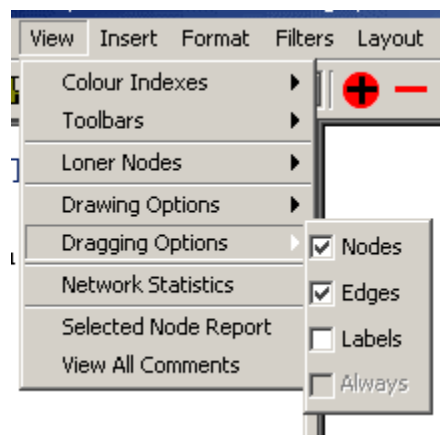 View Insert Format Filters Layout
Colour Indexes
Toolbars
Loner Nodes
Drawing Options
Dragging Options
Nodes
Edges
Labels
Always
Network Statistics
Selected Node Report
View All Comments